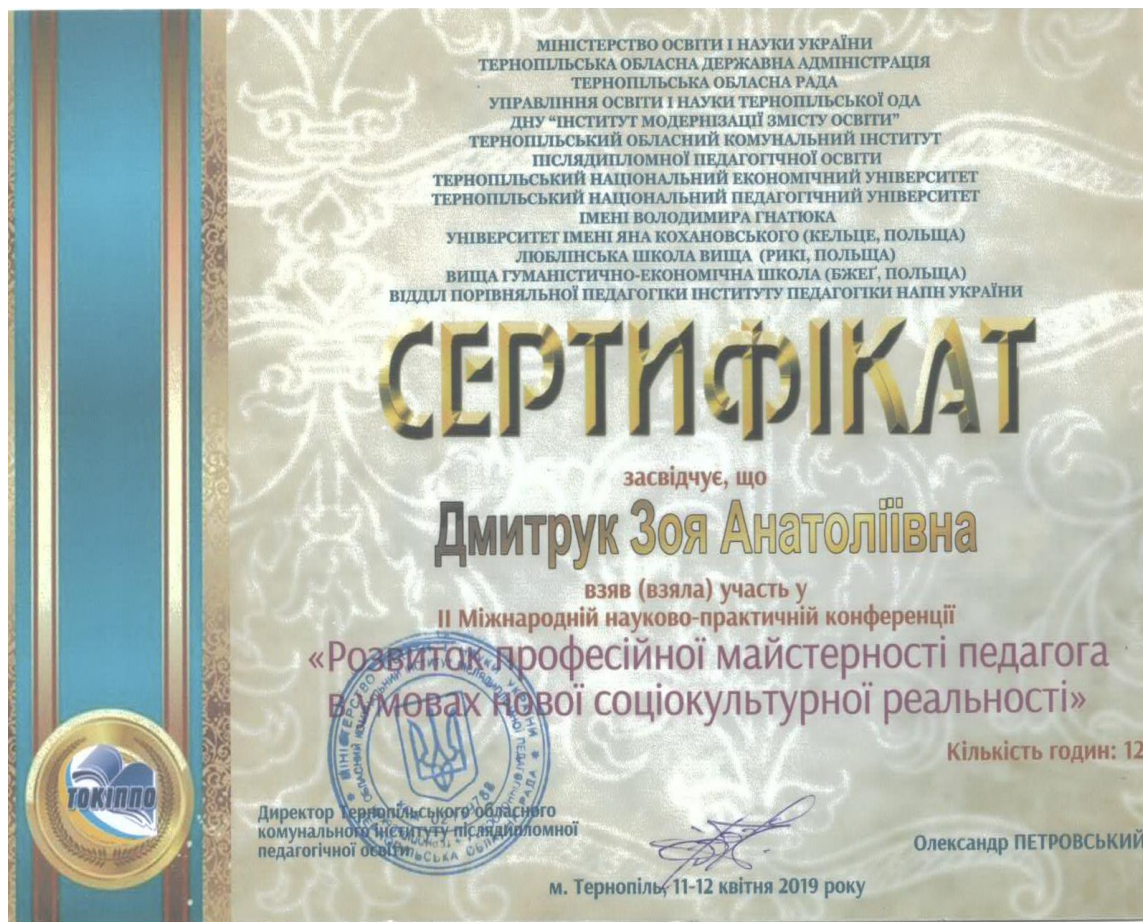 МІНІСТЕРСТВО ОСВІТИ І НАУКИ УКРАЇНИ
ТЕРНОПІЛЬСЬКА ОБЛАСНА ДЕРЖАВНА АДМІНІСТРАЦІЯ
ТЕРНОПІЛЬСЬКА ОБЛАСНА РАДА
УПРАВЛІННЯ ОСВІТИ І НАУКИ ТЕРНОПІЛЬСЬКОЇ ОДА
ДНУ “ІНСТИТУТ МОДЕРНІЗАЦІЇ ЗМІСТУ ОСВІТИ”
ТЕРНОПІЛЬСЬКИЙ ОБЛАСНИЙ КОМУНАЛЬНИЙ ІНСТИТУТ
ПІСЛЯДИПЛОМНОЇ ПЕДАГОГІЧНОЇ ОСВІТИ
ТЕРНОПІЛЬСЬКИЙ НАЦІОНАЛЬНИЙ ЕКОНОМІЧНИЙ УНІВЕРСИТЕТ
ТЕРНОПІЛЬСЬКИЙ НАЦІОНАЛЬНИЙ ПЕДАГОГІЧНИЙ УНІВЕРСИТЕТ
ІМЕНІ ВОЛОДИМИРА ГНАТЮКА
УНІВЕРСИТЕТ ІМЕНІ ЯНА КОХАНОВСЬКОГО (КЕЛЬЦЕ, ПОЛЬЩА)
ЛЮБЛІНСЬКА ШКОЛА ВИЩА (РИКІ, ПОЛЬЩА)
ВИЩА ГУМАНІСТИЧНО-ЕКОНОМІЧНА ШКОЛА (БЖЕҐ, ПОЛЬЩА)
ВІДДІЛ ПОРІВНЯЛЬНОЇ ПЕДАГОГІКИ ІНСТИТУТУ ПЕДАГОГІКИ НАПН УКРАЇНИ
СЕРТИФІКАТ
засвідчує, що
Дмитрук Зоя Анатоліївна
взяв (взяла) участь у
ІІ Міжнародній науково-практичній конференції
«Розвиток професійної майстерності педагога
в умовах нової соціокультурної реальності»
Кількість годин: 12
ТОКІППО
Директор Тернопільського обласного
комунального інституту післядипломної
педагогічної освіти
Олександр ПЕТРОВСЬКИЙ
м. Тернопіль, 11-12 квітня 2019 року